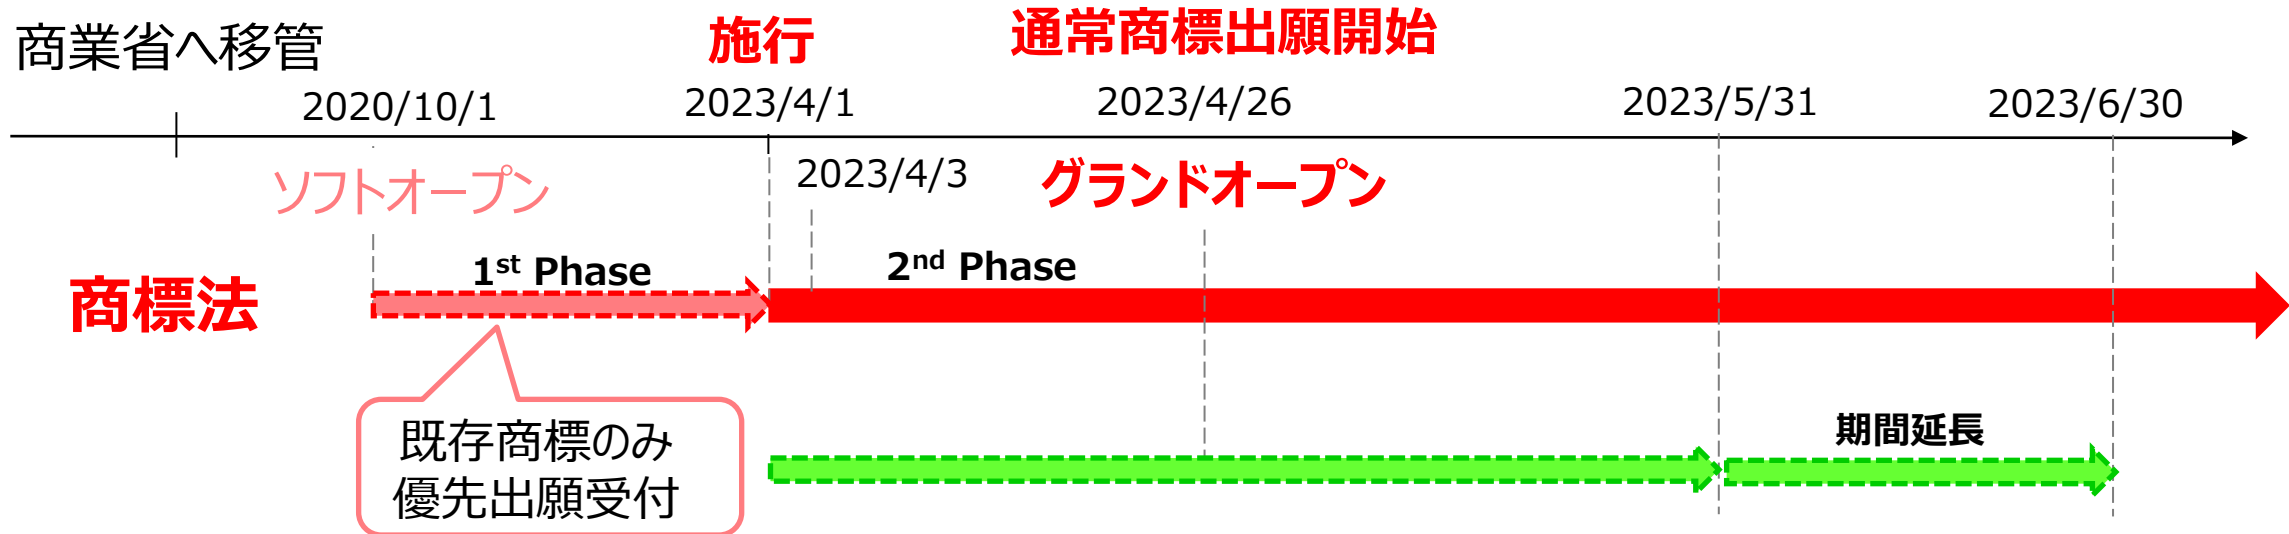 商業省へ移管
施行
通常商標出願開始
2020/10/1
2023/4/1
2023/4/26
2023/5/31
2023/6/30
ソフトオープン
2023/4/3
グランドオープン
商標法
1st Phase
2nd Phase
既存商標のみ
優先出願受付
期間延長